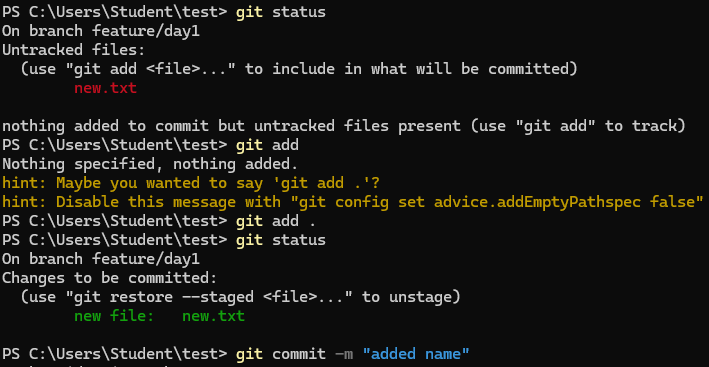 PS C:\Users\Student\test> git status
On branch feature/day1
Untracked files:
  (use "git add <file>..." to include in what will be committed)
        new.txt

nothing added to commit but untracked files present (use "git add" to track)
PS C:\Users\Student\test> git add
Nothing specified, nothing added.
hint: Maybe you wanted to say 'git add .'?
hint: Disable this message with "git config set advice.addEmptyPathspec false"
PS C:\Users\Student\test> git add .
PS C:\Users\Student\test> git status
On branch feature/day1
Changes to be committed:
  (use "git restore --staged <file>..." to unstage)
        new file:   new.txt

PS C:\Users\Student\test> git commit -m "added name"